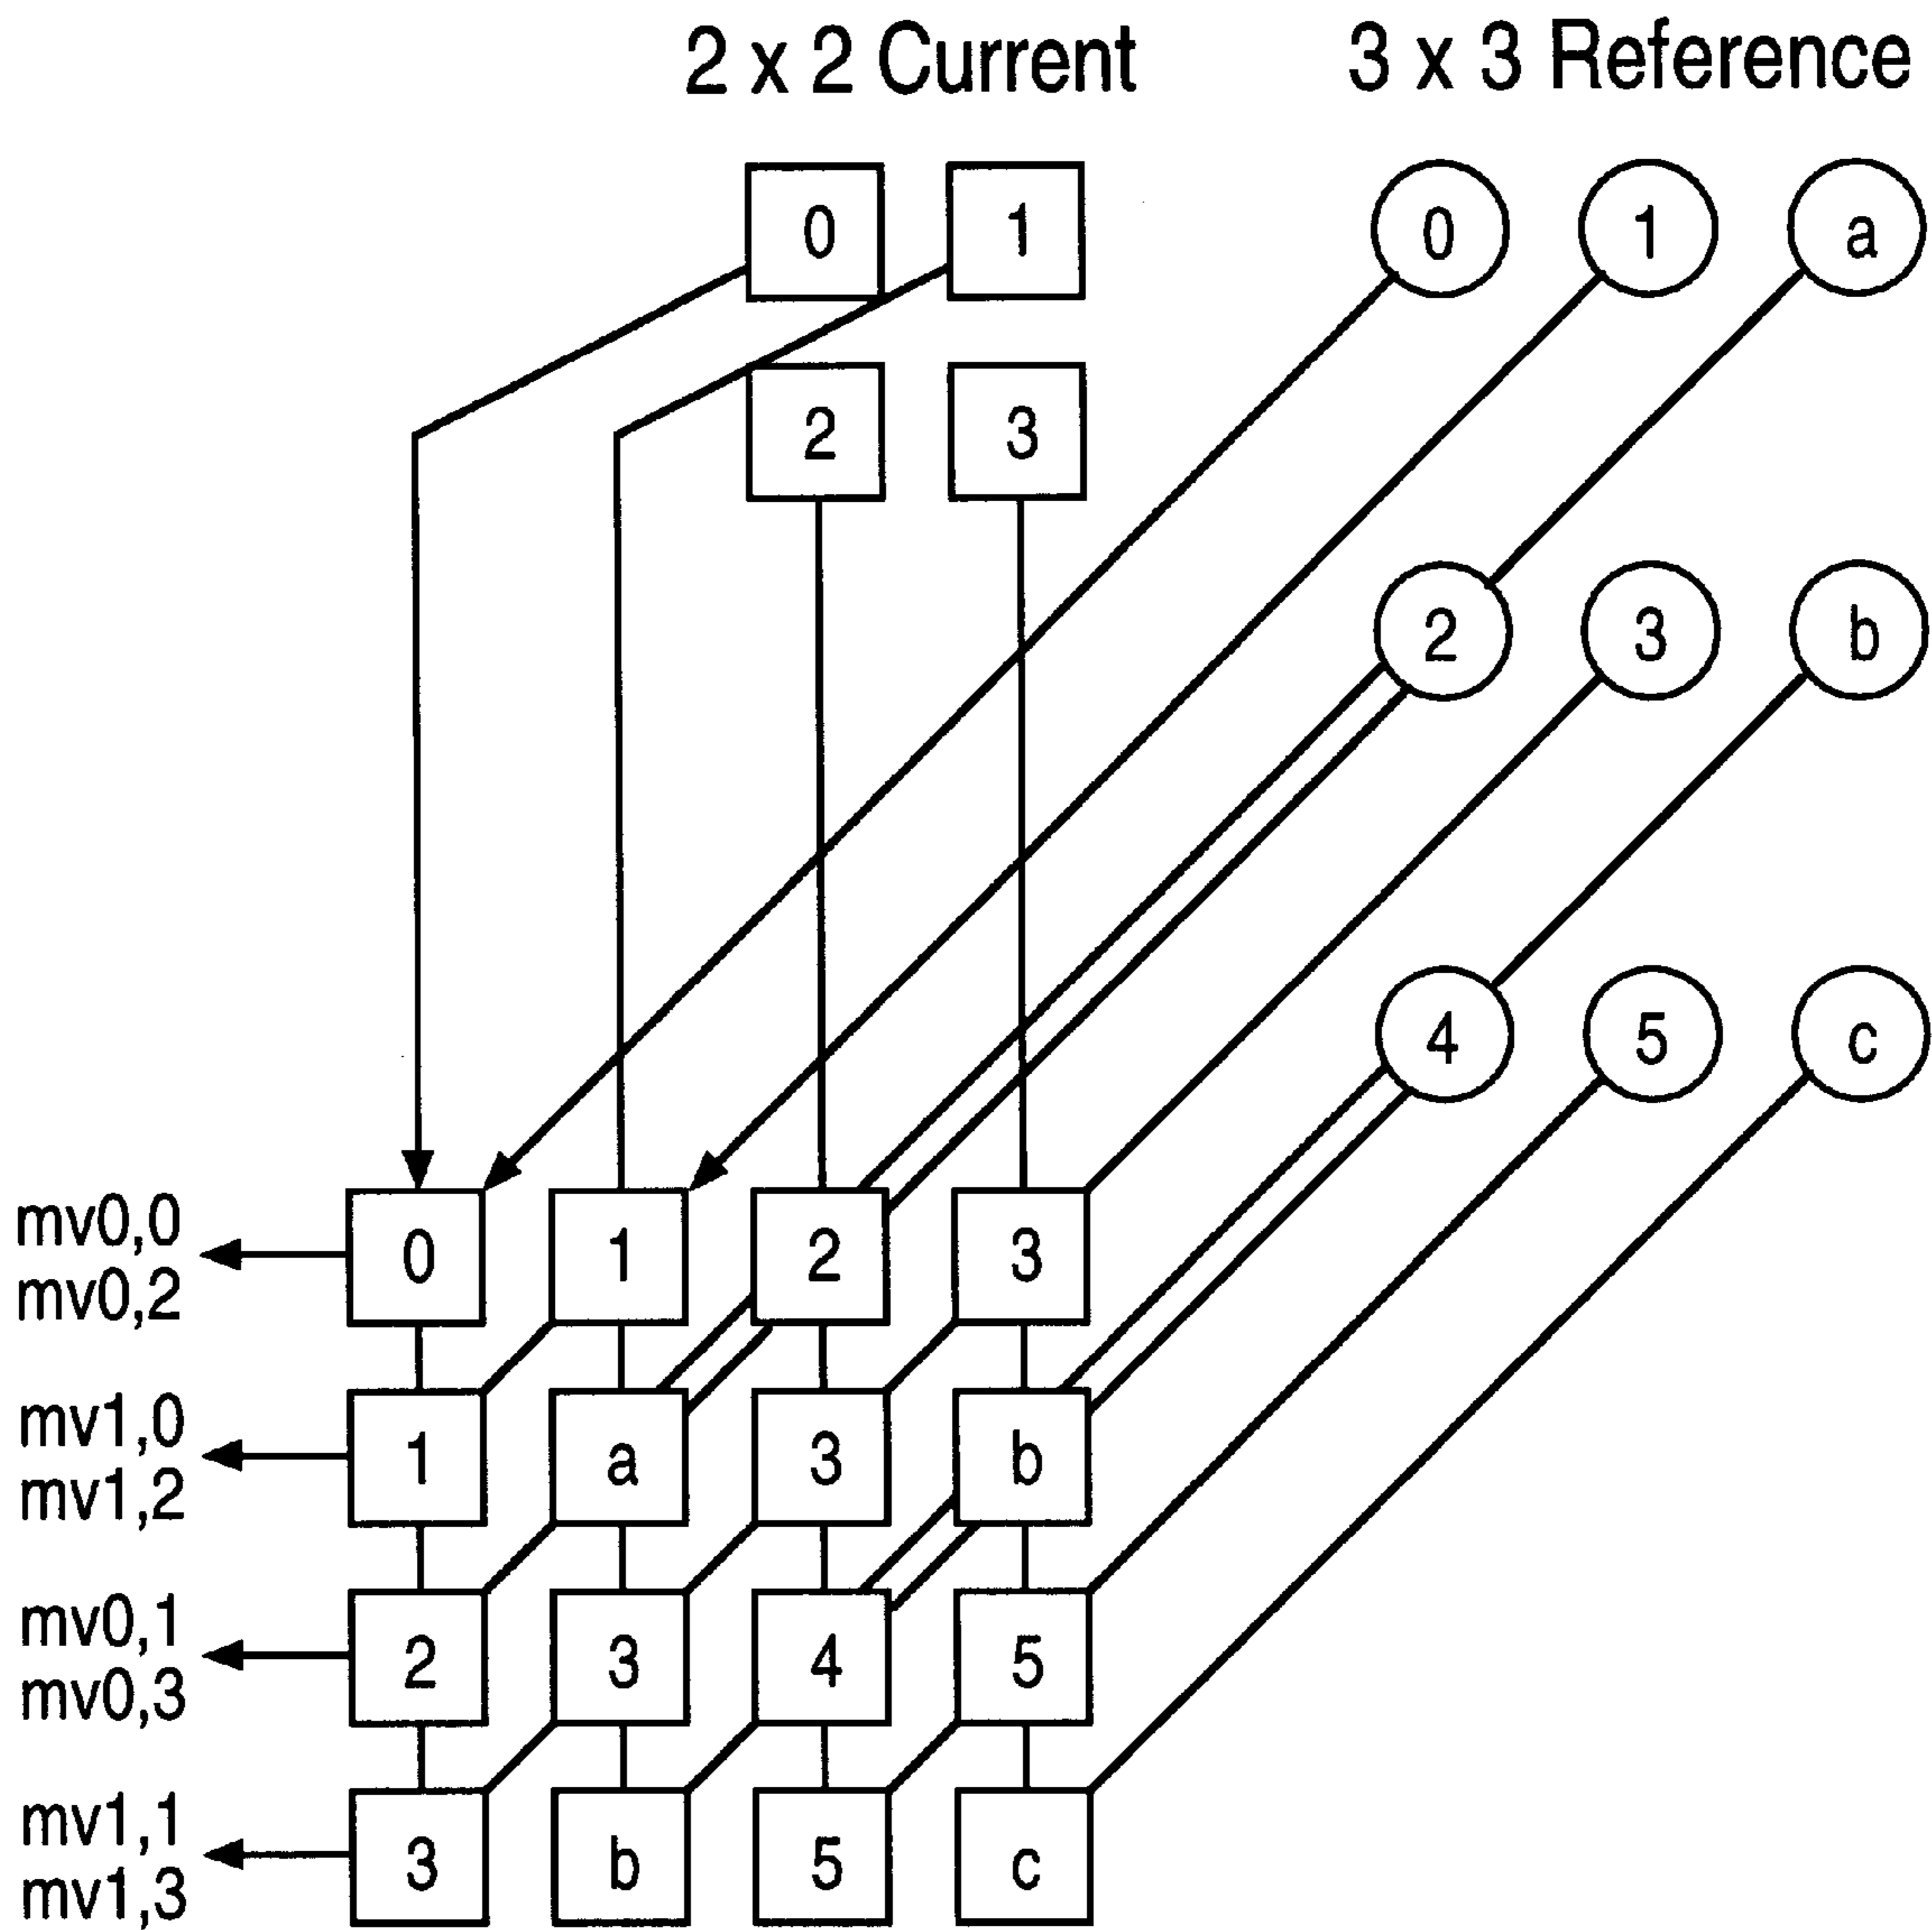 2 x 2 Current 3 x 3 Reference
0 1 0 1 a
2 3
2 3 b
4 5 c
mv0,0
0 1 2 3
mv0,2
mv1,0
1 a 3 b
mv1,2
mv0,1
2 3 4 5
mv0,3
mv1,1
3 b 5 c
mv1,3